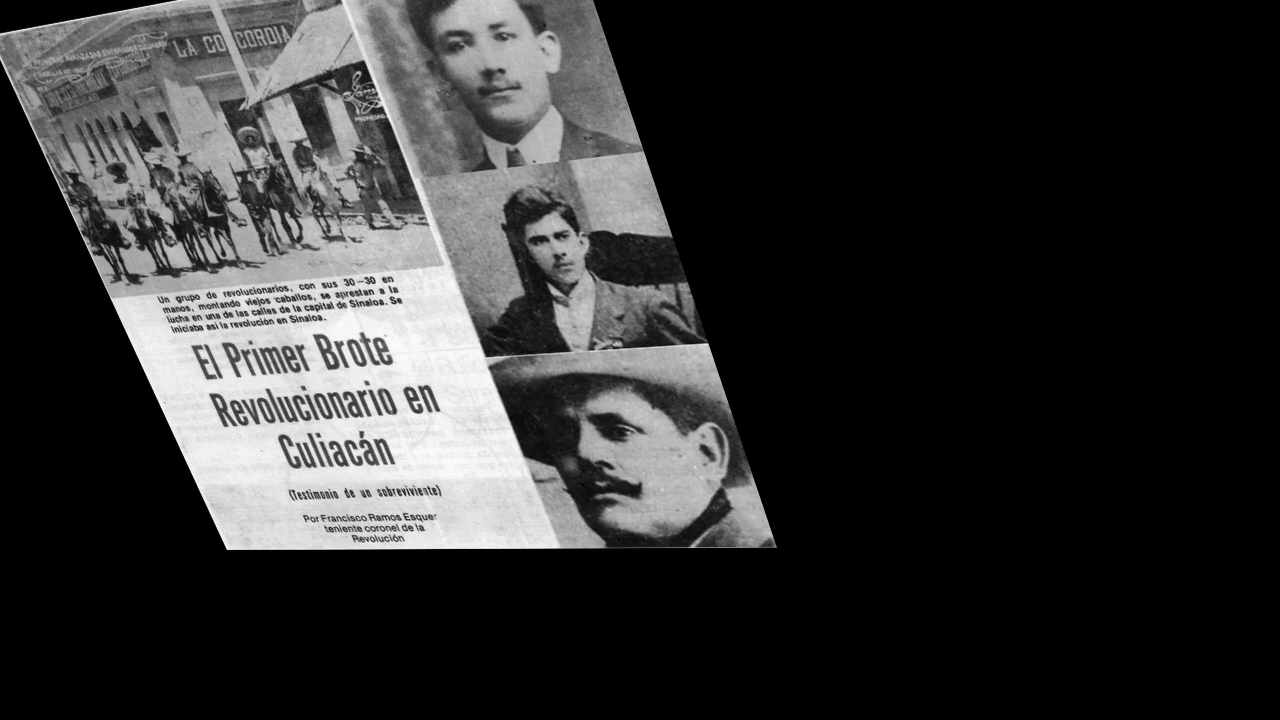 LA CONCORDIA
PROPIEDAD
Un grupo de revolucionarios, con sus 30-30 en
manos, montando viejos caballos, se aprestan a la
lucha en una de las calles de la capital de Sinaloa. Se
iniciaba así la revolución en Sinaloa.
El Primer Brote
Revolucionario en
Culiacán
(Testimonio de un sobreviviente)
Por Francisco Ramos Esquer
teniente coronel de la
Revolución